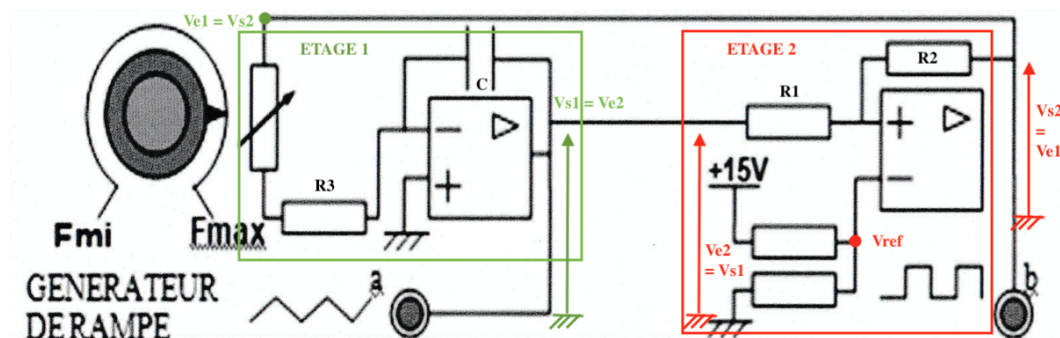 Ve1 = Vs2
ETAGE 1
C
R3
Vs1 = Ve2
ETAGE 2
R1
R2
+15V
Vref
Ve2
= Vs1
Vs2
=
Ve1
Fmi
Fmax
GENERATEUR
DE RAMPE
a
b